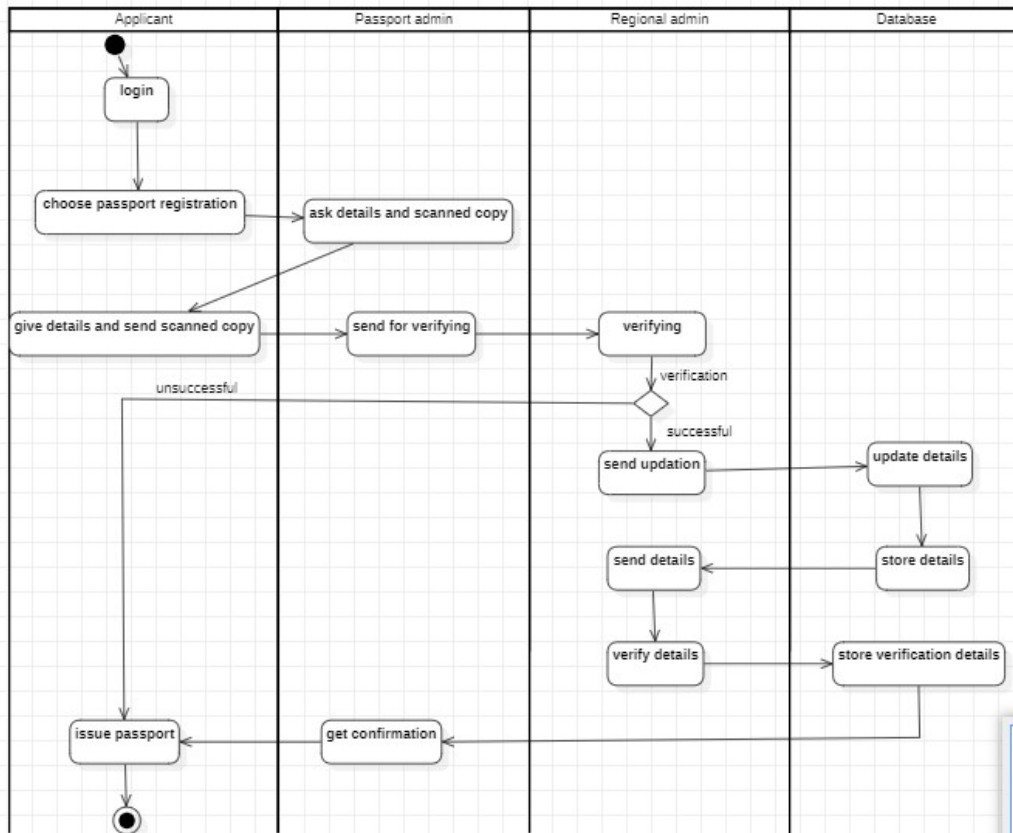 Applicant
Passport admin
Regional admin
Database
login
choose passport registration
ask details and scanned copy
give details and send scanned copy
send for verifying
verifying
verification
unsuccessful
successful
send updation
update details
send details
store details
verify details
store verification details
issue passport
get confirmation